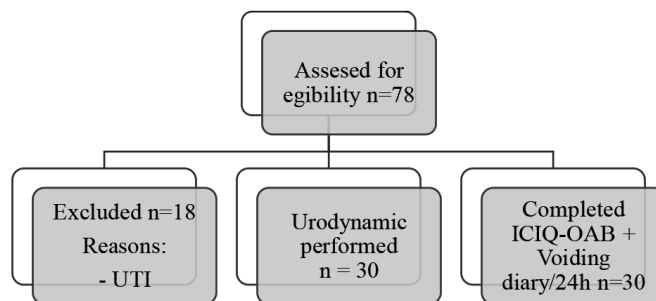 Assesed for
egibility n=78
Excluded n=18
Reasons:
- UTI
Urodynamic
performed
n = 30
Completed
ICIQ-OAB +
Voiding
diary/24h n=30